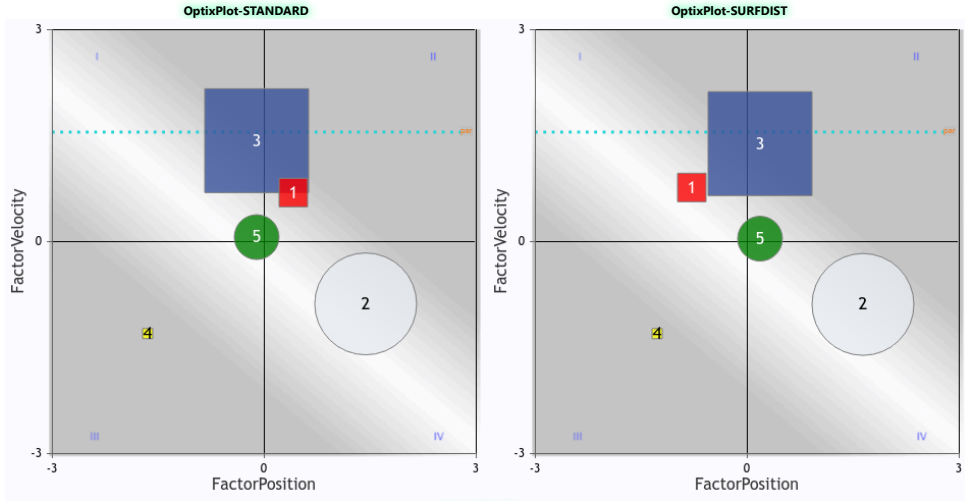 OptixPlot-STANDARD
3
I
II
3
1
5
0
2
4
III
IV
-3
-3
0
3
FactorPosition
FactorVelocity
OptixPlot-SURFDIST
3
I
II
3
1
5
0
2
4
III
IV
-3
-3
0
3
FactorPosition
FactorVelocity